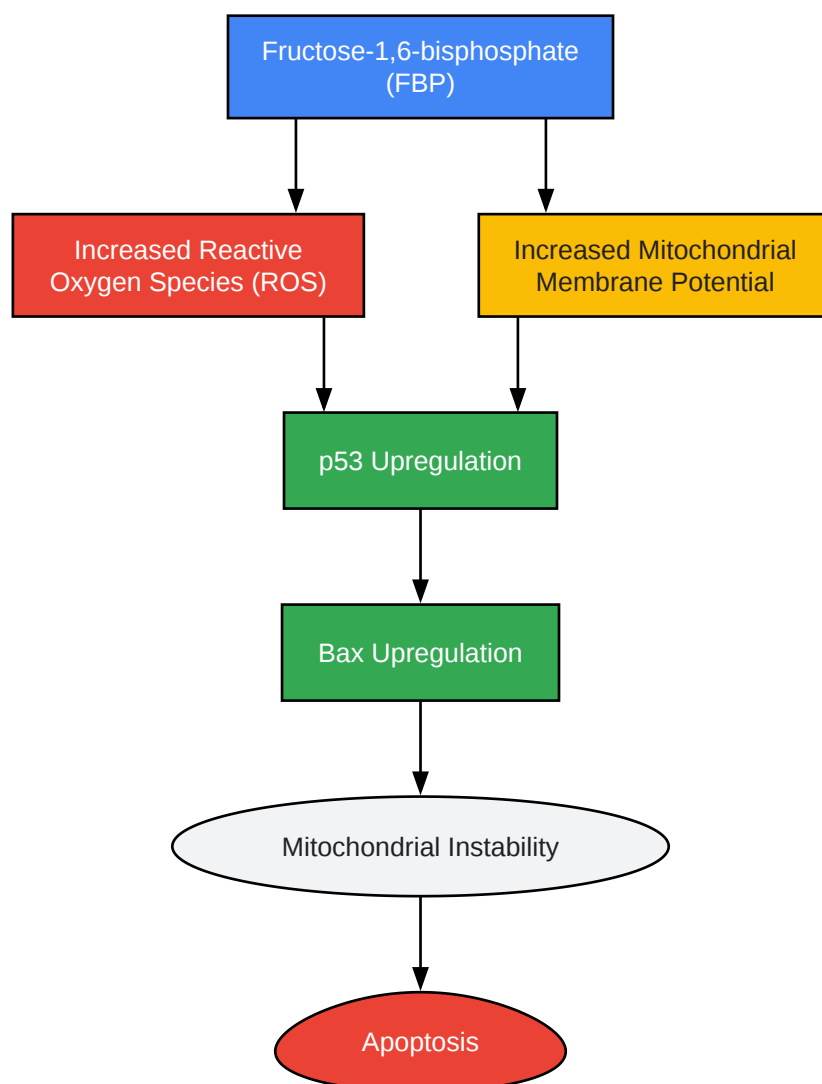 Fructose-1,6-bisphosphate
(FBP)
Increased Reactive
Oxygen Species (ROS)
Increased Mitochondrial
Membrane Potential
p53 Upregulation
Bax Upregulation
Mitochondrial Instability
Apoptosis